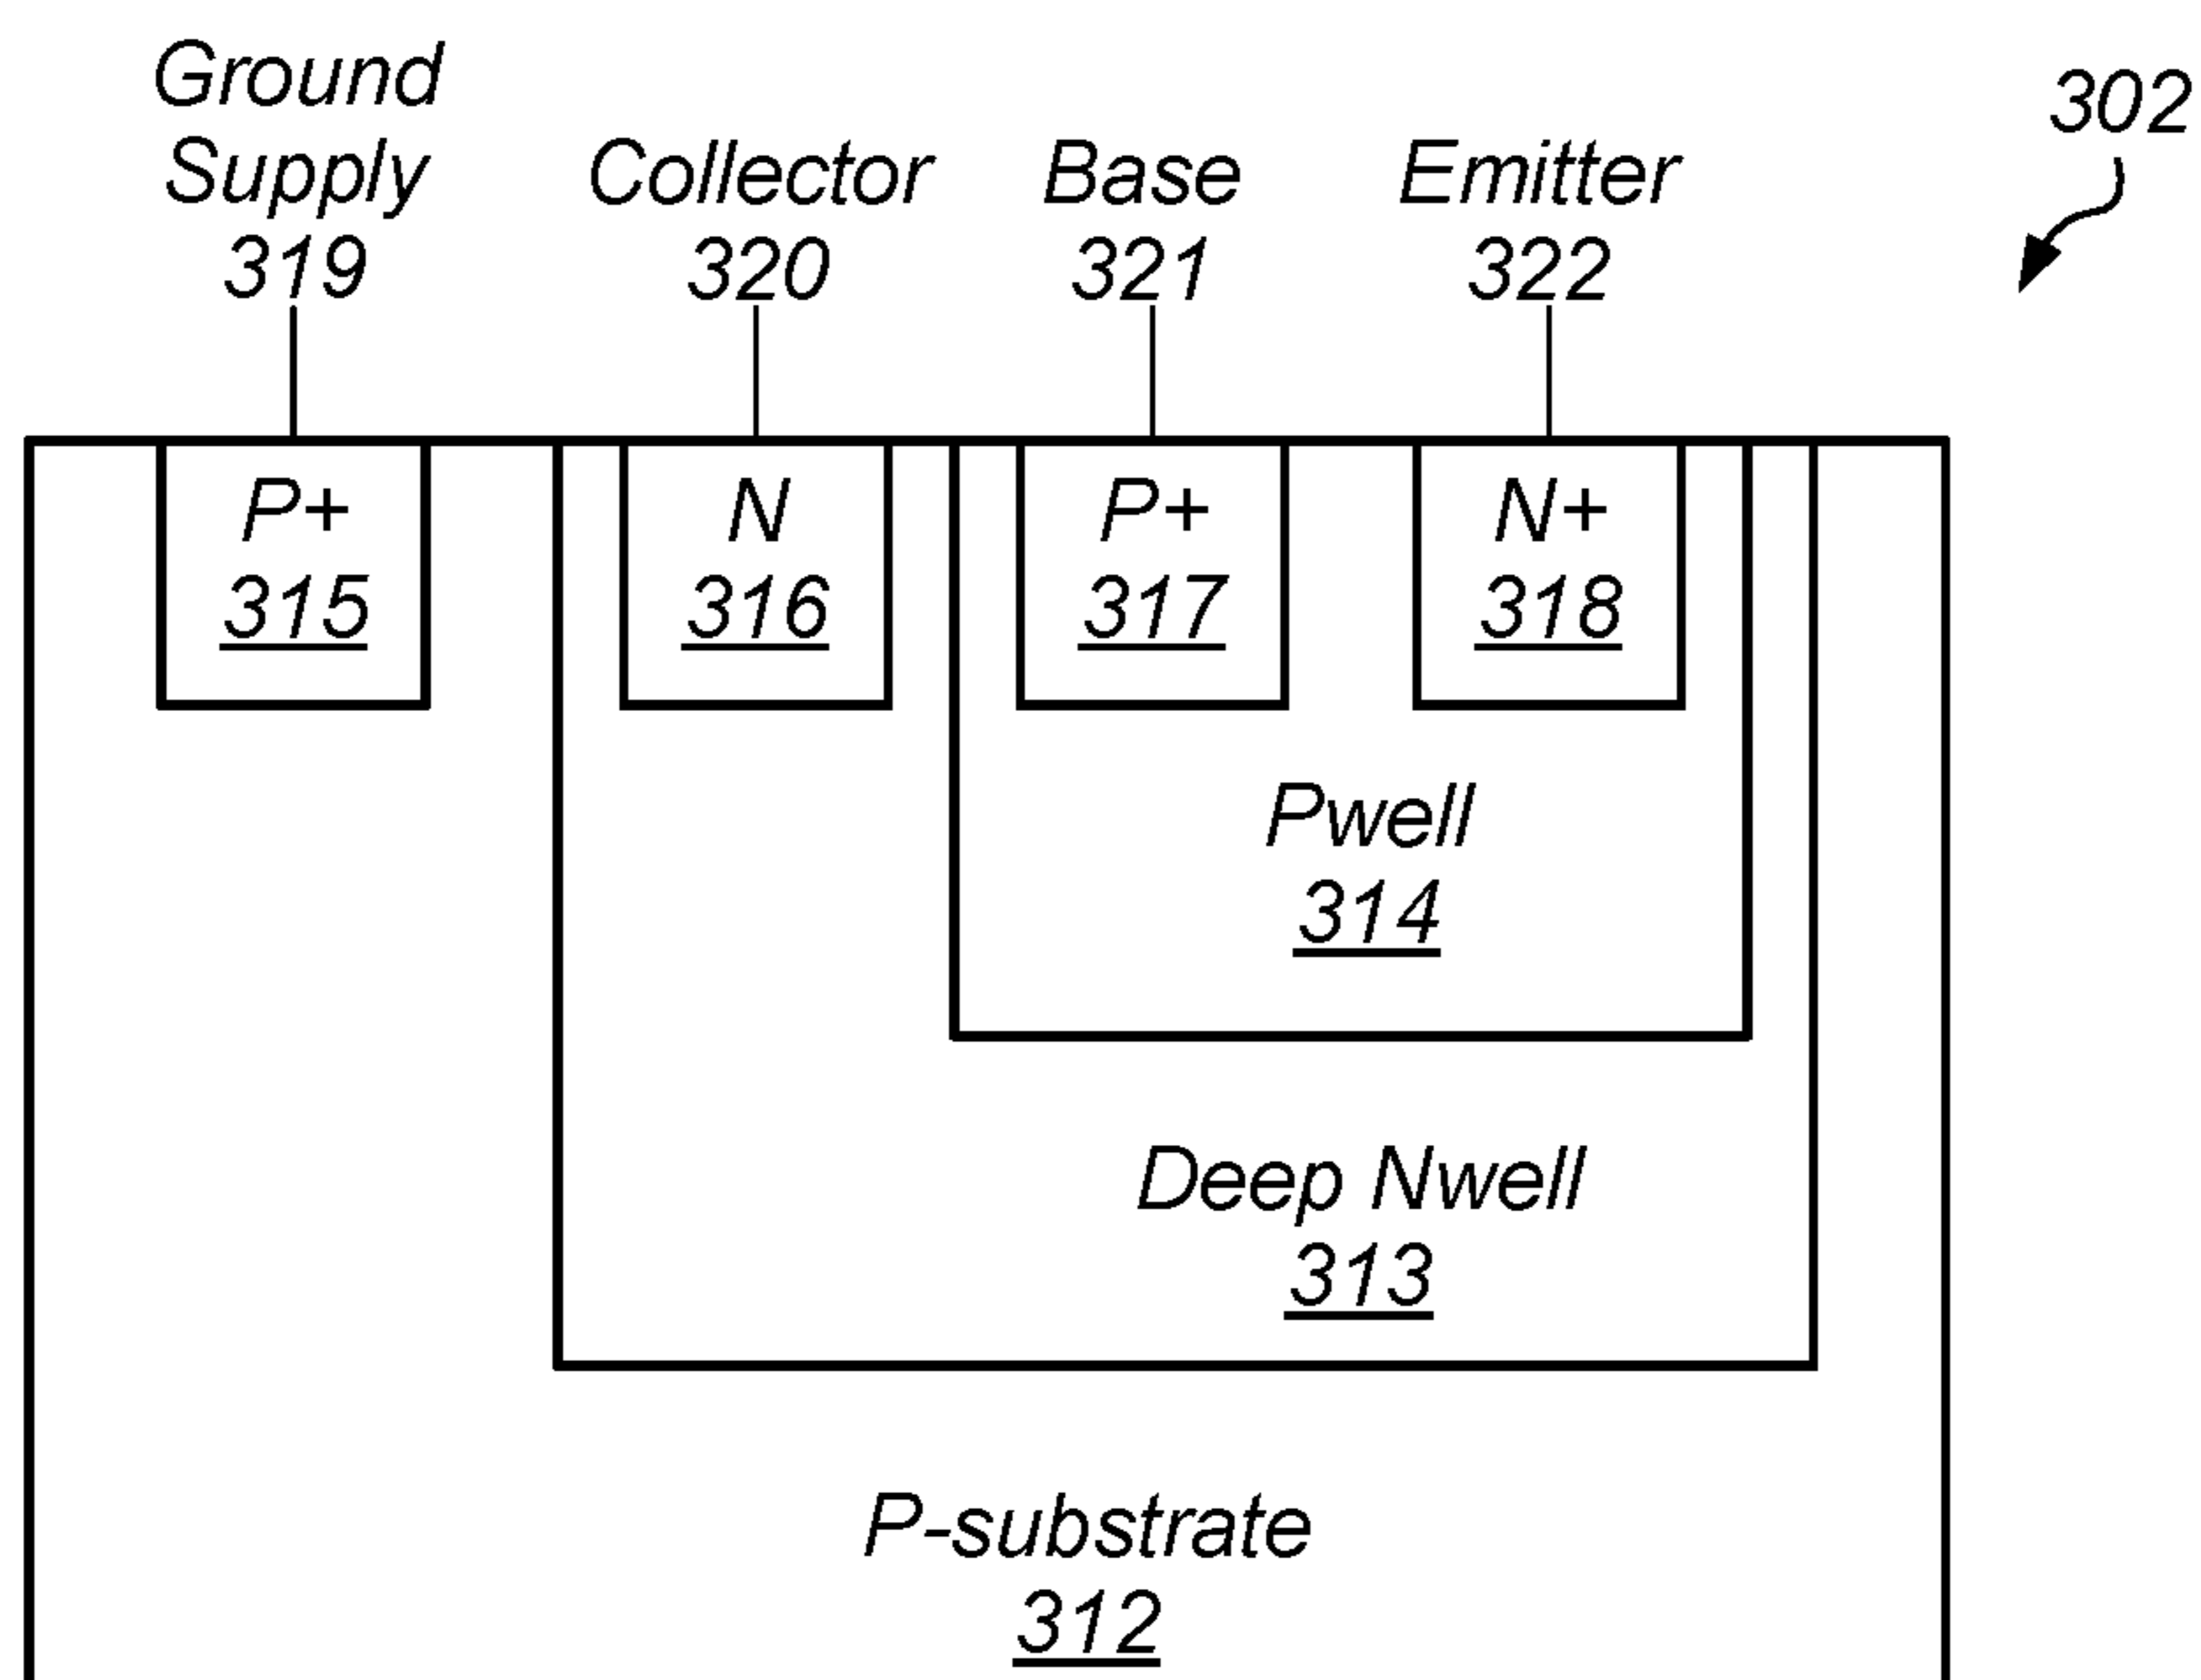 Ground
Supply
319
Collector
320
Base
321
Emitter
322
302
P+
315
N
316
P+
317
N+
318
Pwell
314
Deep Nwell
313
P-substrate
312